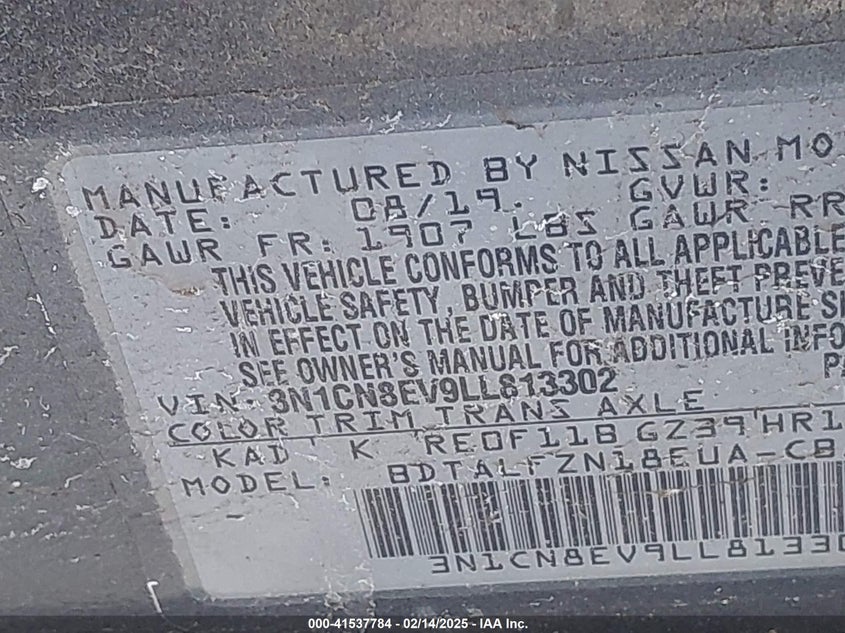 MANUFACTURED BY NISSAN MO
DATE: 08/19. GVWR:
GAWR FR: 1907 LBS GAWR RR
THIS VEHICLE CONFORMS TO ALL APPLICABLE
VEHICLE SAFETY, BUMPER AND THEFT PREVE
IN EFFECT ON THE DATE OF MANUFACTURE S
SEE OWNER'S MANUAL FOR ADDITIONAL INFO
VIN: 3N1CN8EV9LL813302 PA
COLOR TRIM TRANS AXLE
KAD K RE0F11B GZ39 HR1
MODEL: BDTALFZN18EUA-CB
3N1CN8EV9LL8133
000-41537784 - 02/14/2025 - IAA Inc.